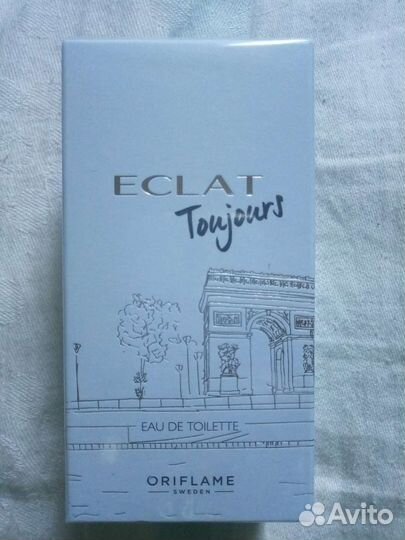 ECLAT
Toujours
EAU DE TOILETTE
ORIFLAME
SWEDEN
Avito